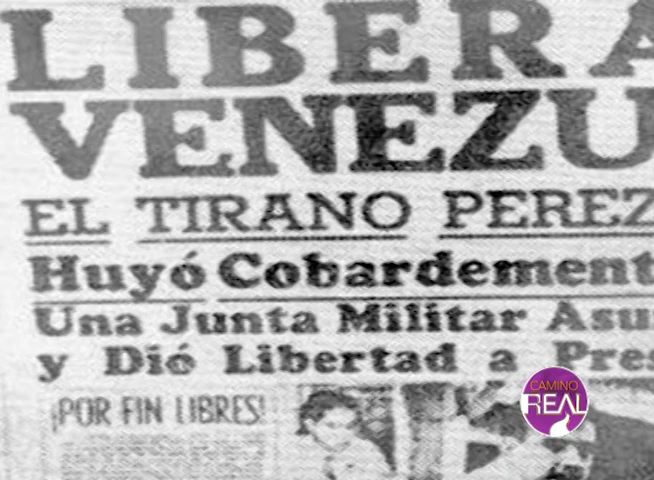 LIBERA
VENEZU
EL TIRANO PEREZ
Huyó Cobardement
Una Junta Militar Asu
y Dió Libertad a Pres
¡POR FIN LIBRES!
CAMINO
REAL